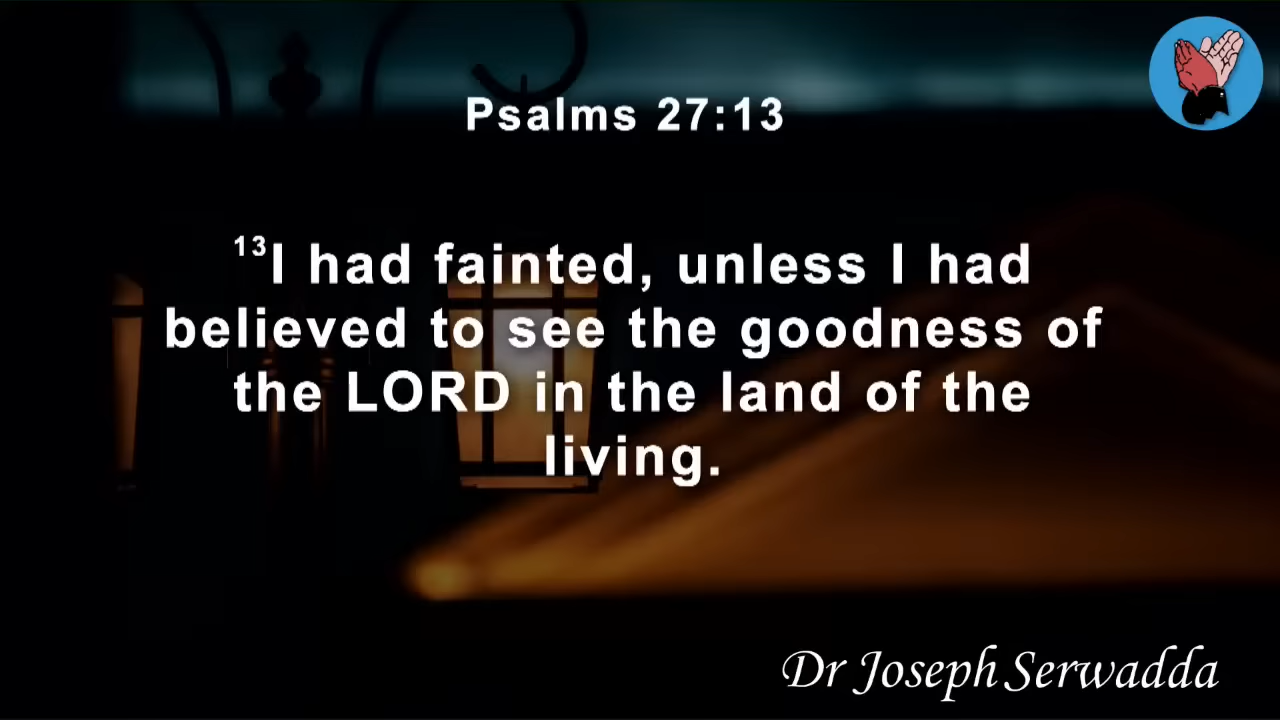 Psalms 27:13
13I had fainted, unless I had
believed to see the goodness of
the LORD in the land of the
living.
Dr Joseph Serwadda